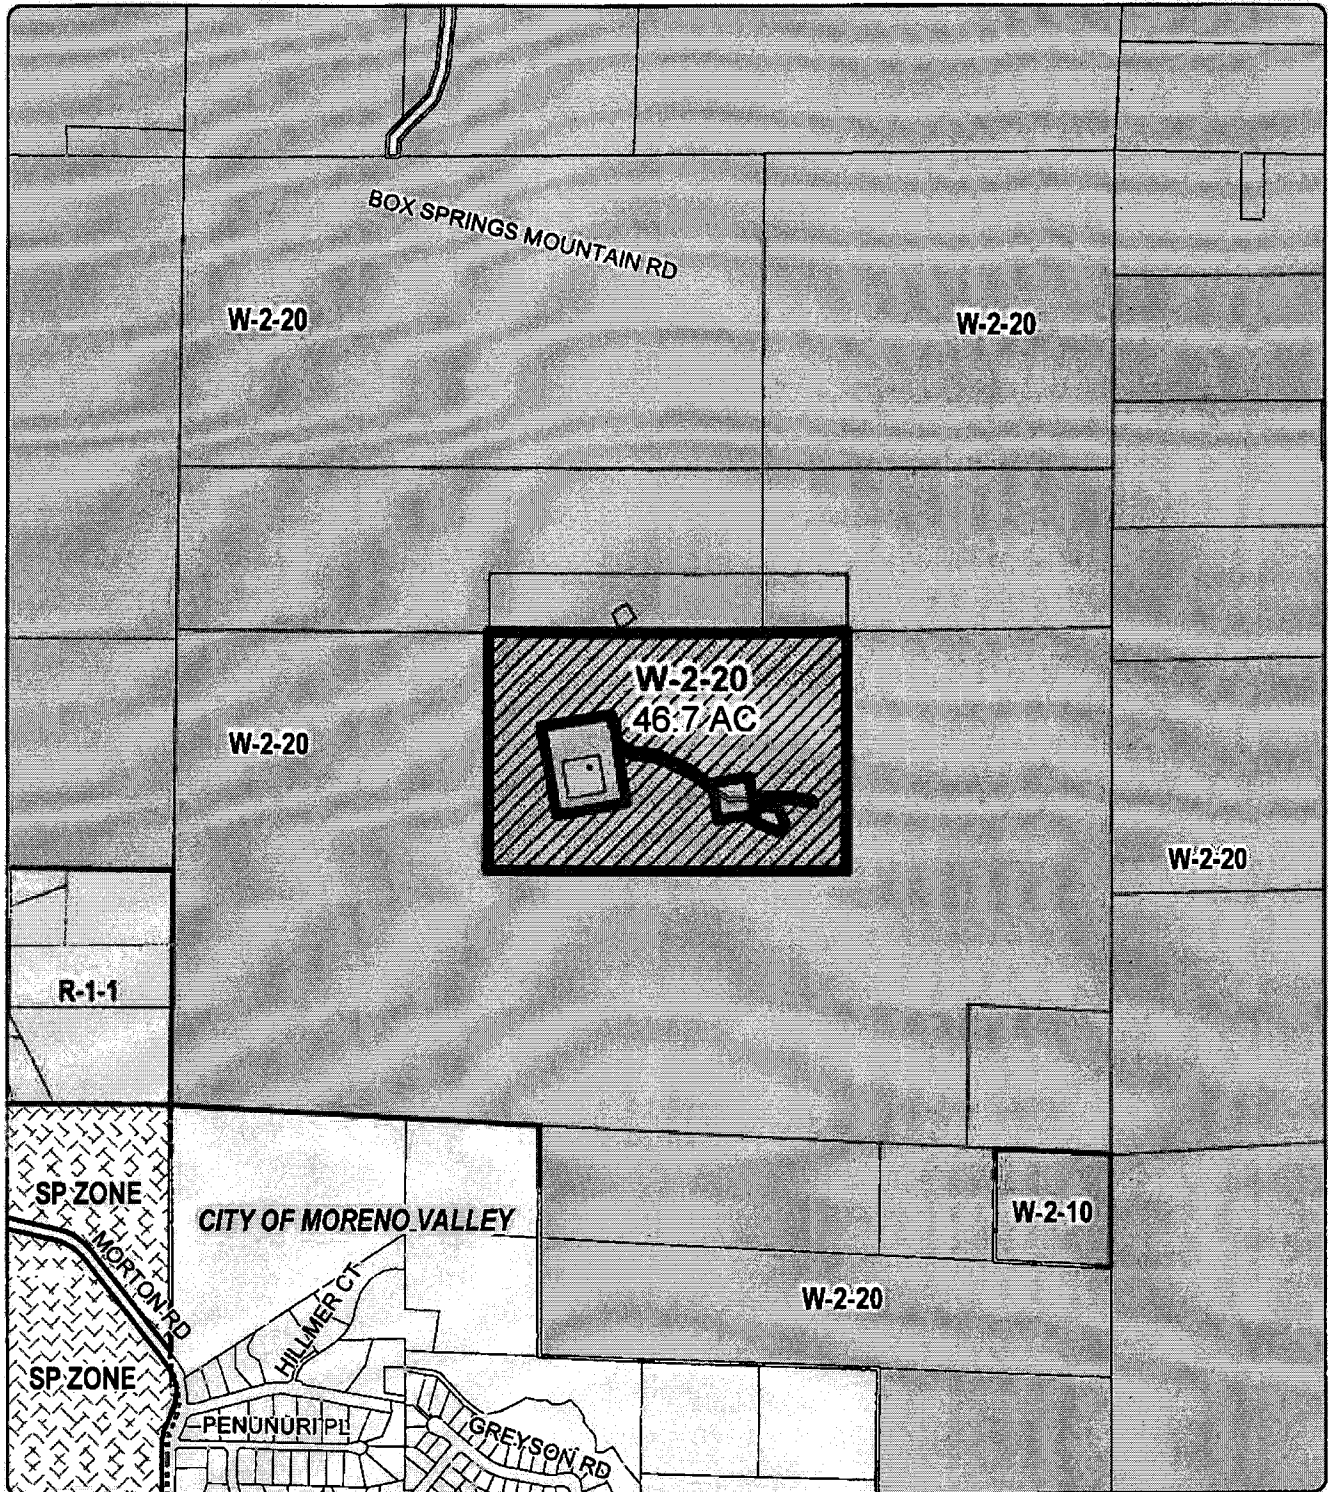 BOX SPRINGS MOUNTAIN RD
W-2-20
W-2-20
W-2-20
46.7 AC
W-2-20
W-2-20
R-1-1
SP ZONE
CITY OF MORENO VALLEY
W-2-10
MORTON RD
HILLMER CT
W-2-20
SP ZONE
PENUNURI PL
GREYSON RD